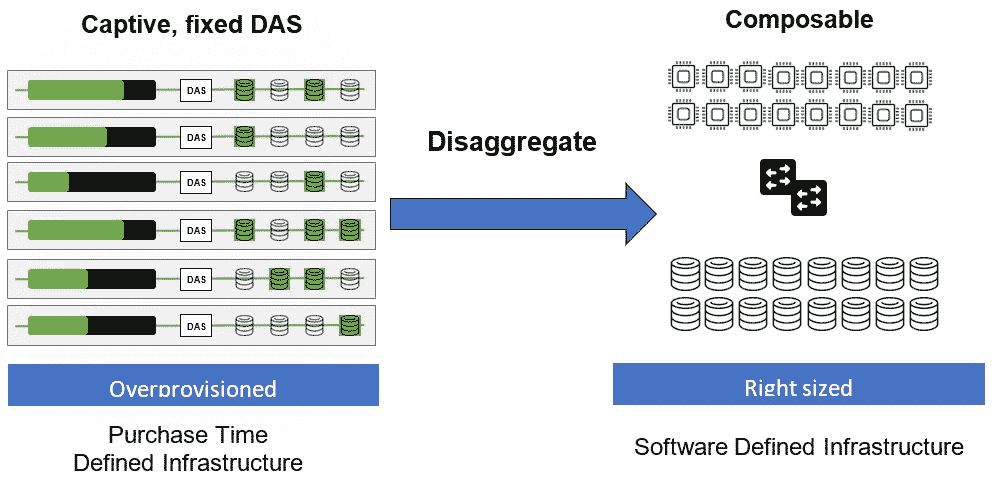 Captive, fixed DAS
DAS
DAS
DAS
DAS
DAS
DAS
Overprovisioned
Purchase Time
Defined Infrastructure
Disaggregate
Composable
Right sized
Software Defined Infrastructure